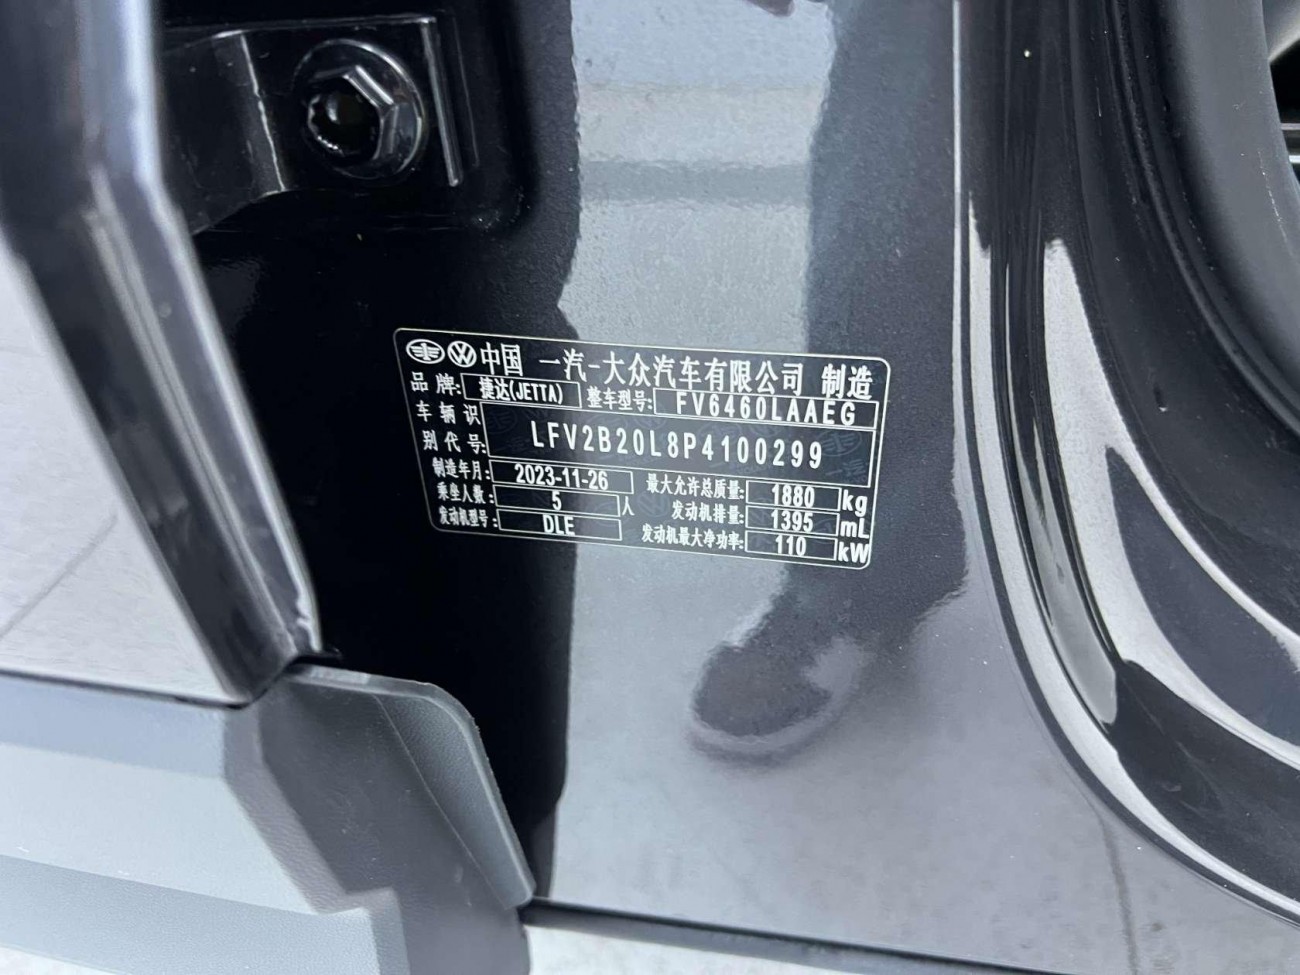 中国 一汽-大众汽车有限公司 制造
品牌: 捷达(JETTA) 整车型号: FV6460LAAEG
车辆识别代号: LFV2B20L8P4100299
制造年月: 2023-11-26 最大允许总质量: 1880 kg
乘坐人数: 5 人 发动机排量: 1395 mL
发动机型号: DLE 发动机最大净功率: 110 kW